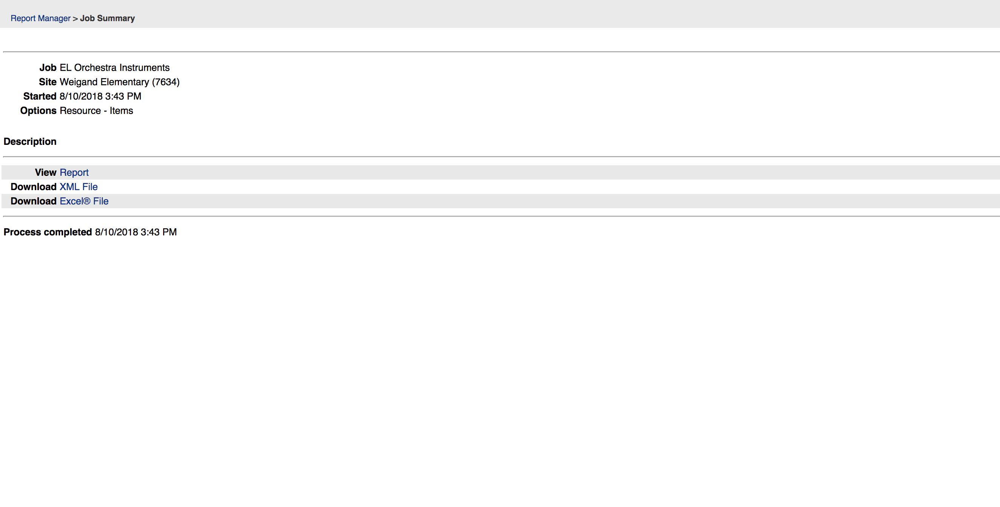 Report Manager > Job Summary
Job EL Orchestra Instruments
Site Weigand Elementary (7634)
Started 8/10/2018 3:43 PM
Options Resource - Items
Description
View Report
Download XML File
Download Excel® File
Process completed 8/10/2018 3:43 PM